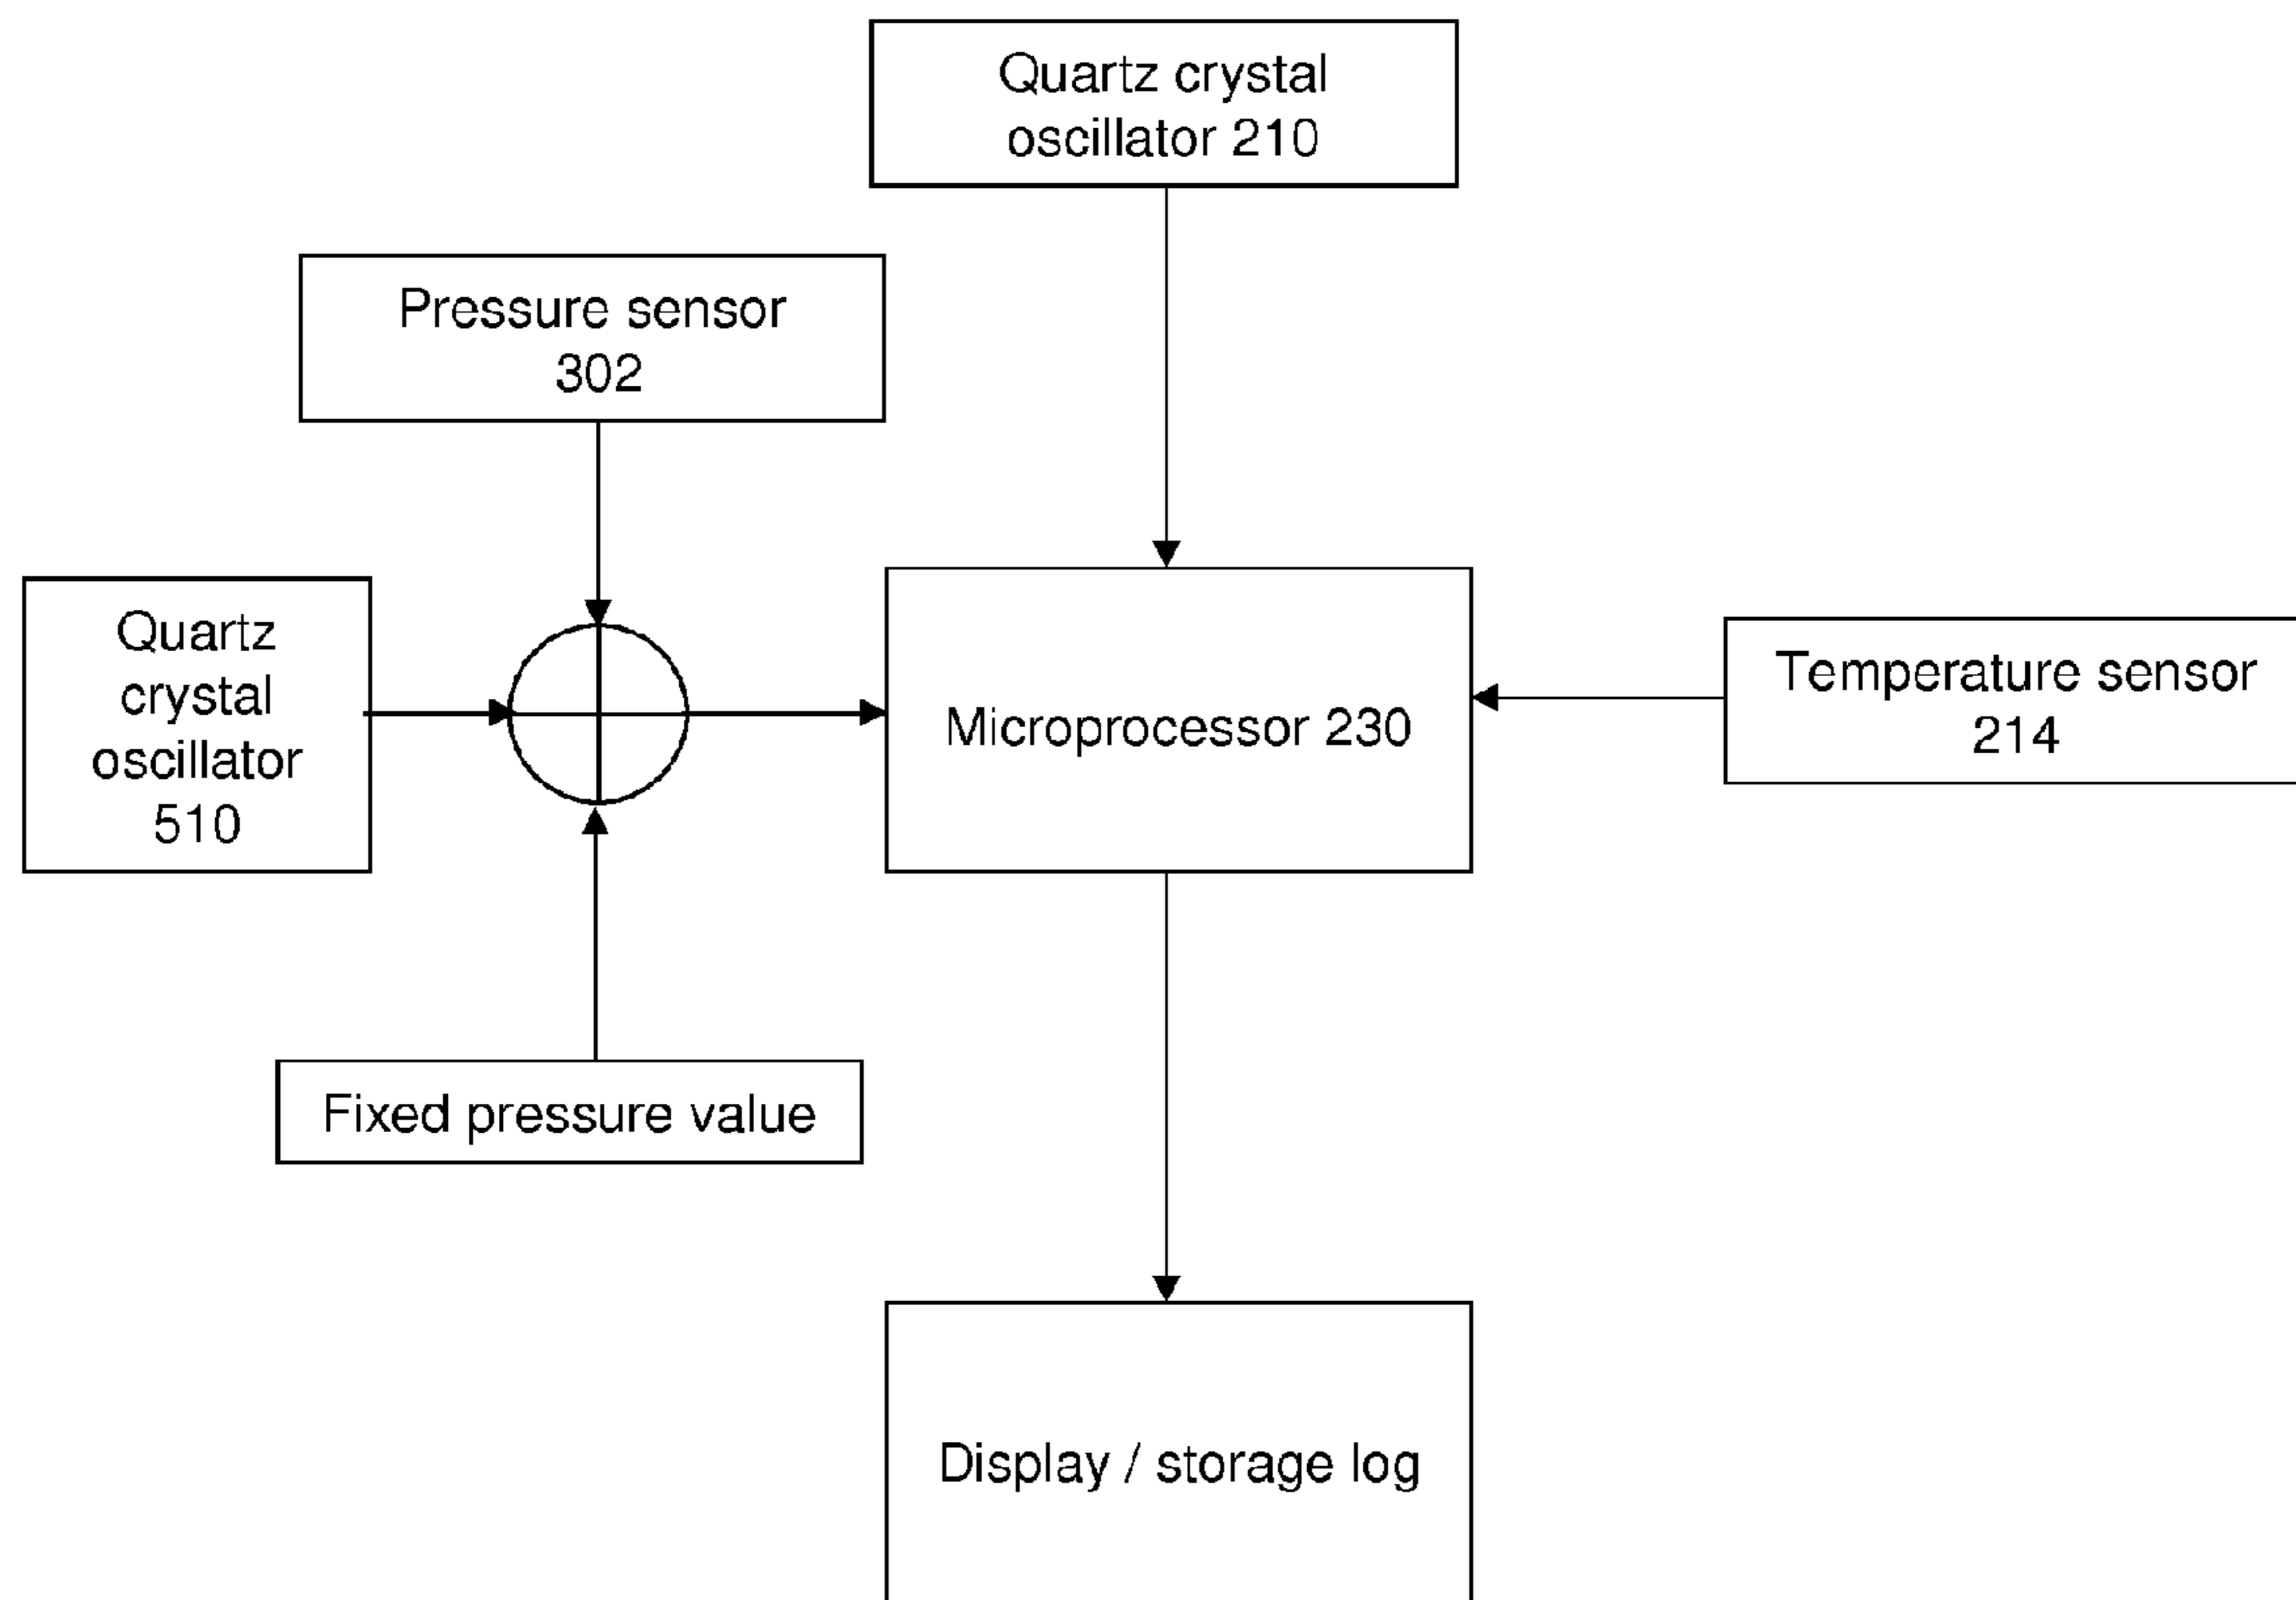 Quartz crystal
oscillator 210
Pressure sensor
302
Quartz
crystal
oscillator
510
Microprocessor 230
Temperature sensor
214
Fixed pressure value
Display / storage log